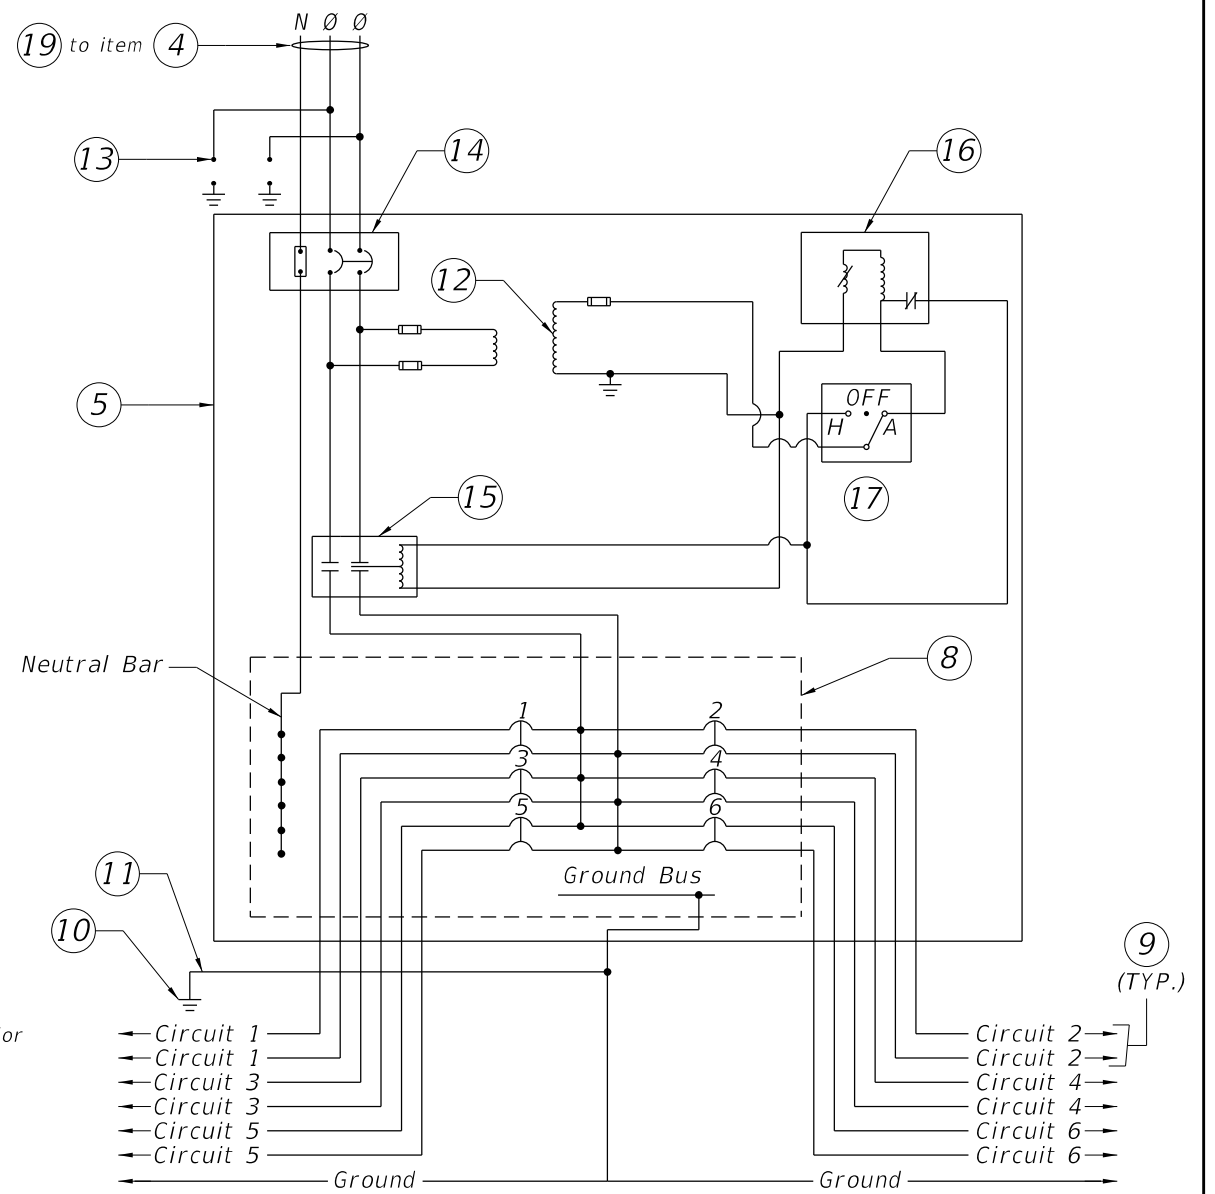 N Ø Ø
19 to item 4
13
14
16
12
5
OFF
H A
17
15
Neutral Bar
8
1 2
3 4
5 6
11
Ground Bus
10
9
(TYP.)
or
Circuit 1 Circuit 2
Circuit 1 Circuit 2
Circuit 3 Circuit 4
Circuit 3 Circuit 4
Circuit 5 Circuit 6
Circuit 5 Circuit 6
Ground Ground